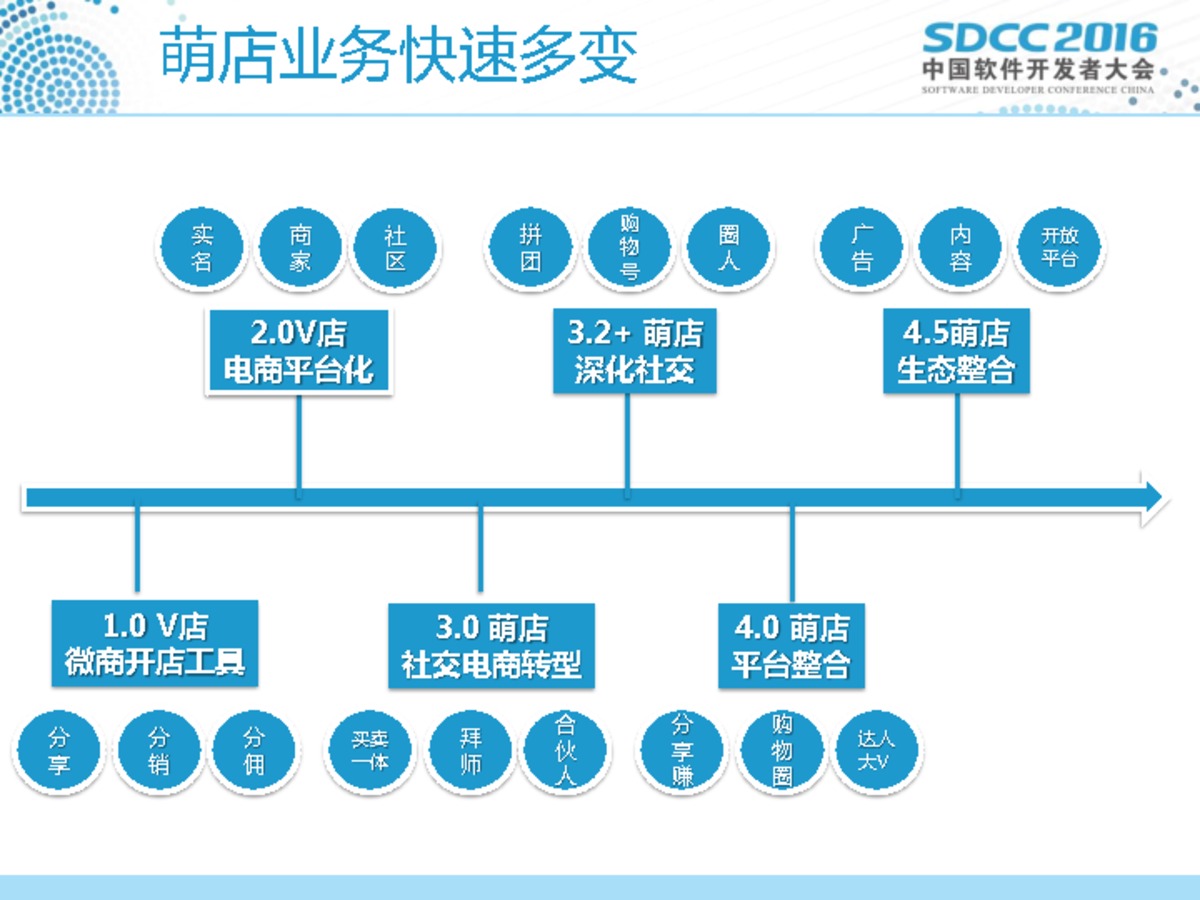 萌店业务快速多变
SDCC 2016
中国软件开发者大会
SOFTWARE DEVELOPER CONFERENCE CHINA
实
名
商
家
社
区
拼
团
购
物
号
圈
人
广
告
内
容
开放
平台
2.0V店
电商平台化
3.2+ 萌店
深化社交
4.5萌店
生态整合
1.0 V店
微商开店工具
3.0 萌店
社交电商转型
4.0 萌店
平台整合
分
享
分
销
分
佣
买卖
一体
拜
师
合
伙
人
分
享
赚
购
物
圈
达人
大V